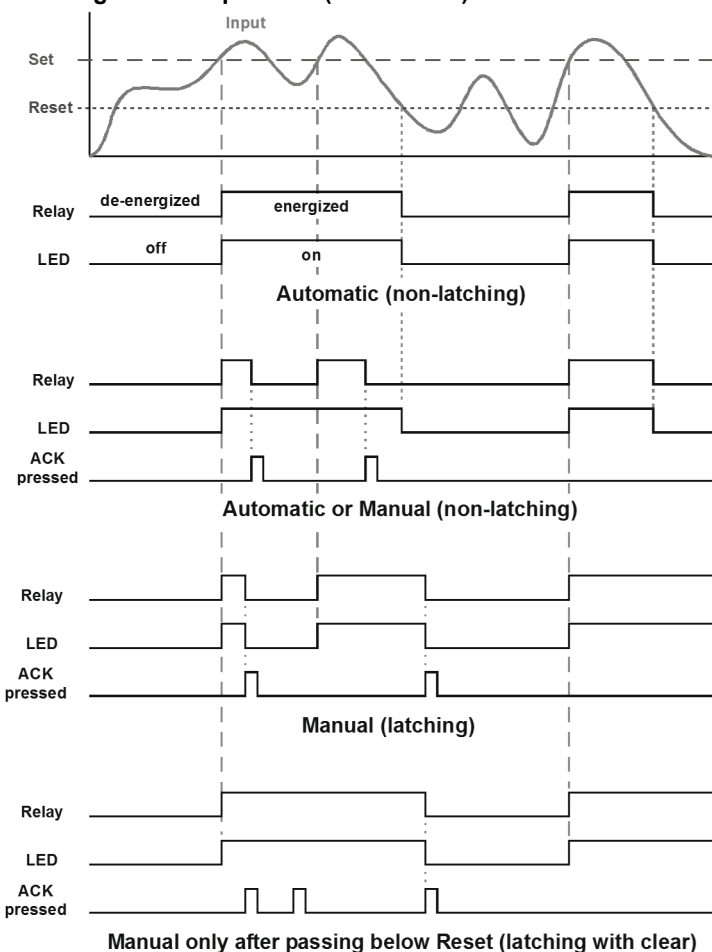 Input
Set
Reset
Relay de-energized energized
LED off on
Automatic (non-latching)
Relay
LED
ACK
pressed
Automatic or Manual (non-latching)
Relay
LED
ACK
pressed
Manual (latching)
Relay
LED
ACK
pressed
Manual only after passing below Reset (latching with clear)